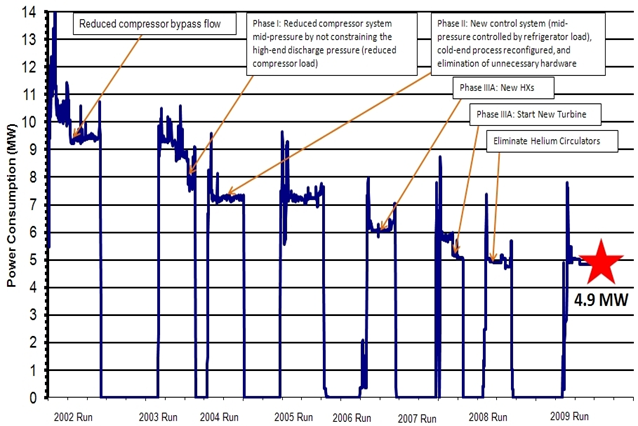 Reduced compressor bypass flow
Phase I: Reduced compressor system
mid-pressure by not constraining the
high-end discharge pressure (reduced
compressor load)
Phase II: New control system (mid-
pressure controlled by refrigerator load),
cold-end process reconfigured, and
elimination of unnecessary hardware
Phase IIIA: New HXs
Phase IIIA: Start New Turbine
Eliminate Helium Circulators
Power Consumption (MW)
14
13
12
11
10
9
8
7
6
5
4
3
2
1
0
4.9 MW
2002 Run
2003 Run
2004 Run
2005 Run
2006 Run
2007 Run
2008 Run
2009 Run